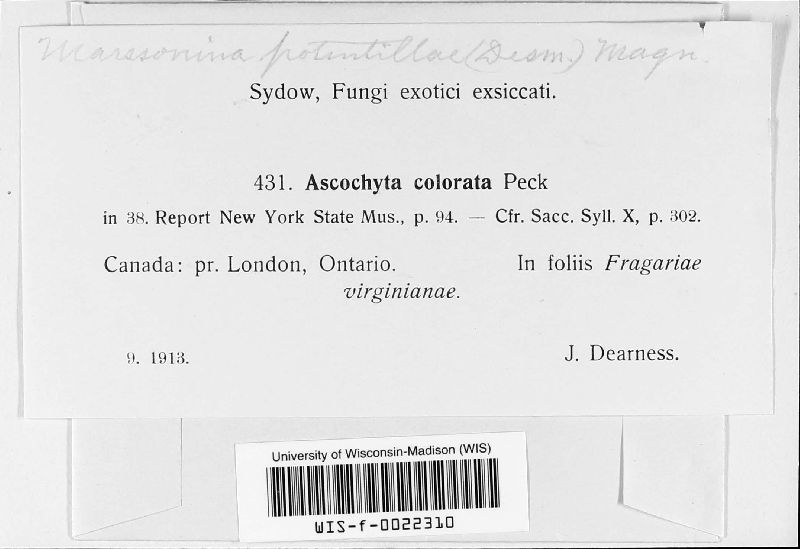 Marssonina potentillae (Desm.) Magn.
Sydow, Fungi exotici exsiccati.
431. Ascochyta colorata Peck
in 38. Report New York State Mus., p. 94. — Cfr. Sacc. Syll. X, p. 302.
Canada: pr. London, Ontario. In foliis Fragariae
virginianae.
9. 1913. J. Dearness.
University of Wisconsin-Madison (WIS)
WIS-f-0022310